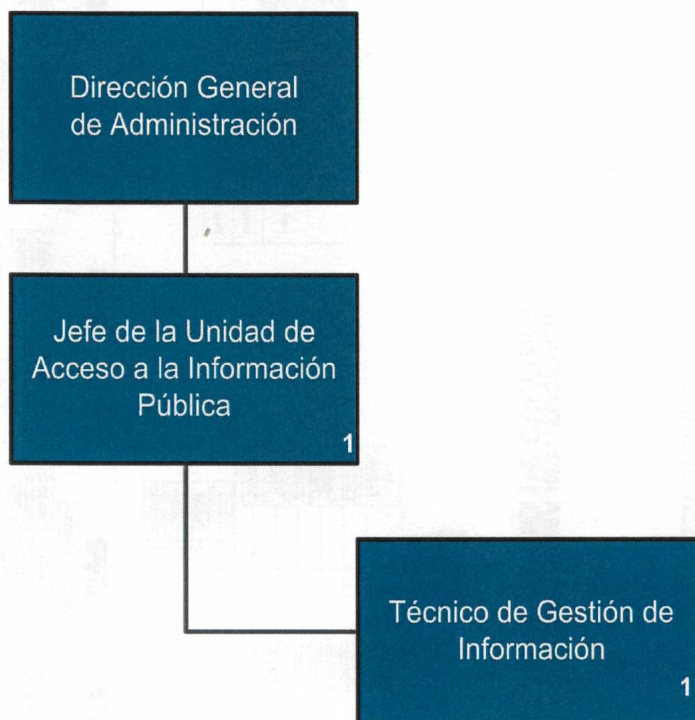 Dirección General
de Administración
Jefe de la Unidad de
Acceso a la Información
Pública
1
Técnico de Gestión de
Información
1